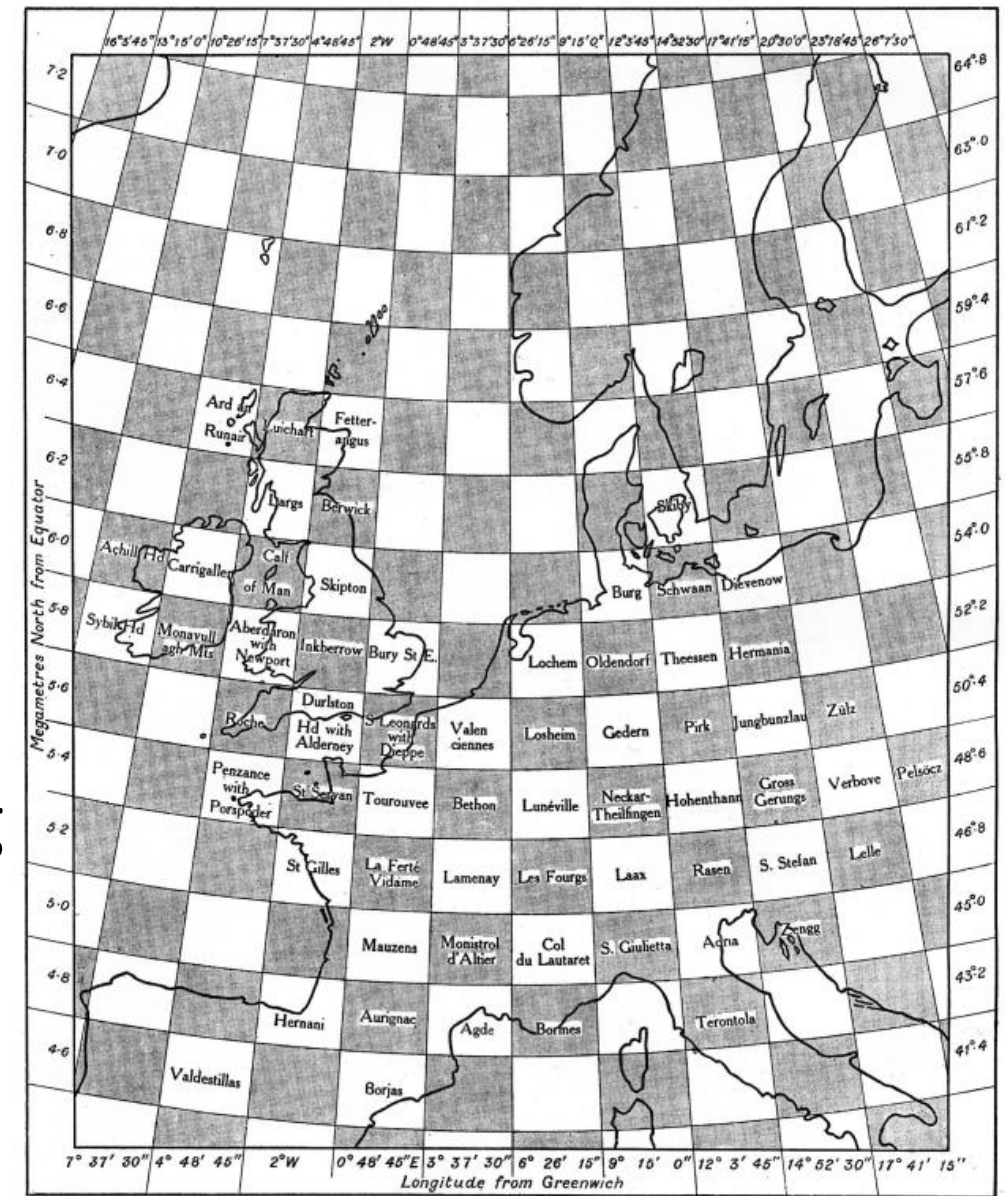 16°3'45" 13°15'0" 10°26'15" 7°37'30" 4°48'45" 2°W 0°48'45" 3°37'30" 6°26'15" 9°15'0" 12°3'45" 14°52'30" 17°41'15" 20°30'0" 23°18'45" 26°7'30"
7·2
64°·8
7·0
63°·0
6·8
61°·2
6·6
59°·4
6·4
57°·6
Ard an
Runair
Luichart
Fetter-
angus
6·2
55°·8
Largs
Berwick
Skiby
6·0
54°·0
Achill Hd
Carrigallen
Calf
of Man
Skipton
Burg
Schwaan
Dievenow
5·8
52°·2
Sybil Hd
Monavull
agh Mts
Aberdaron
with
Newport
Inkberrow
Bury St E.
Lochem
Oldendorf
Theessen
Hermania
5·6
50°·4
Roche
Durlston
Hd with
Alderney
S Leonards
with
Dieppe
Valen
ciennes
Losheim
Gedern
Pirk
Jungbunzlau
Zülz
5·4
48°·6
Penzance
with
Porspoder
St Servan
Tourouvee
Bethon
Lunéville
Neckar-
Theilfingen
Hohenthann
Gross
Gerungs
Verbove
Pelsöcz
5·2
46°·8
St Gilles
La Ferté
Vidame
Lamenay
Les Fourgs
Laax
Rasen
S. Stefan
Lelle
5·0
45°·0
Mauzens
Monistrol
d'Altier
Col
du Lautaret
S. Giulietta
Adria
Zengg
4·8
43°·2
Hernani
Aurignac
Agde
Bormes
Terontola
4·6
41°·4
Valdestillas
Borjas
Megametres North from Equator
7° 37' 30" 4° 48' 45" 2°W 0° 48' 45"E 3° 37' 30" 6° 26' 15" 9° 15' 0" 12° 3' 45" 14° 52' 30" 17° 41' 15"
Longitude from Greenwich